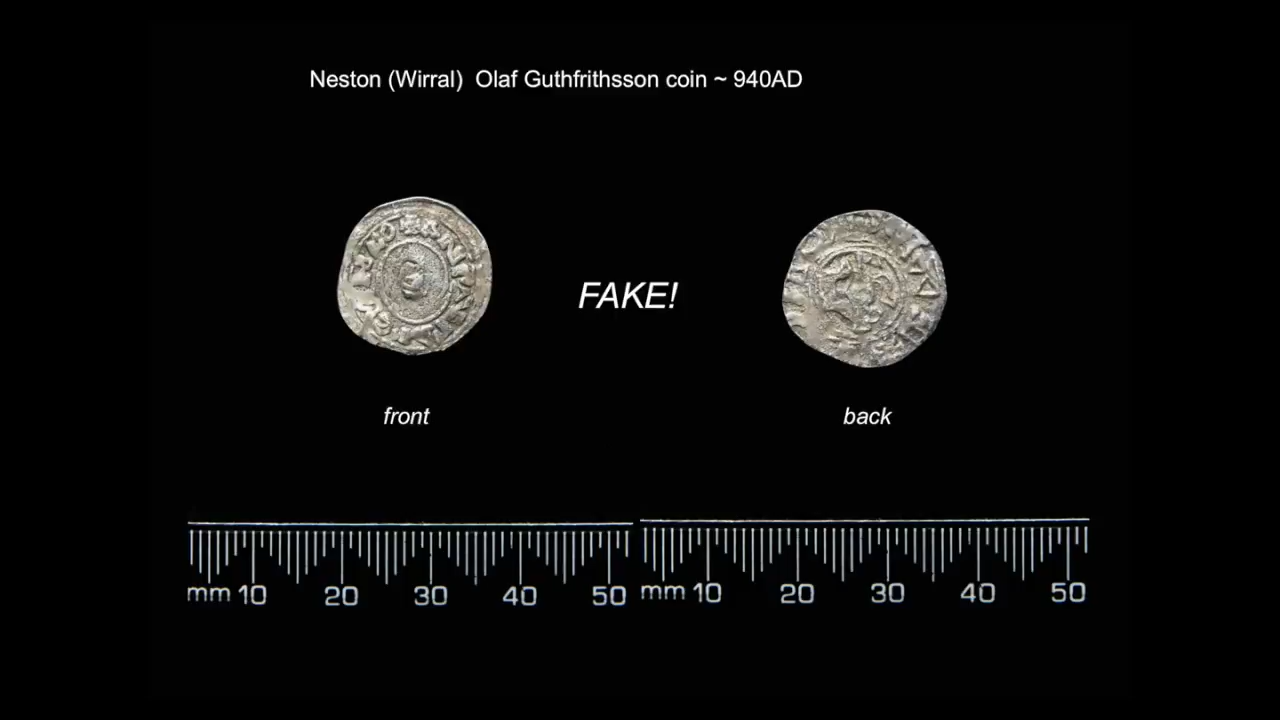 Neston (Wirral)  Olaf Guthfrithsson coin ~ 940AD
FAKE!
front
back
mm 10 20 30 40 50
mm 10 20 30 40 50